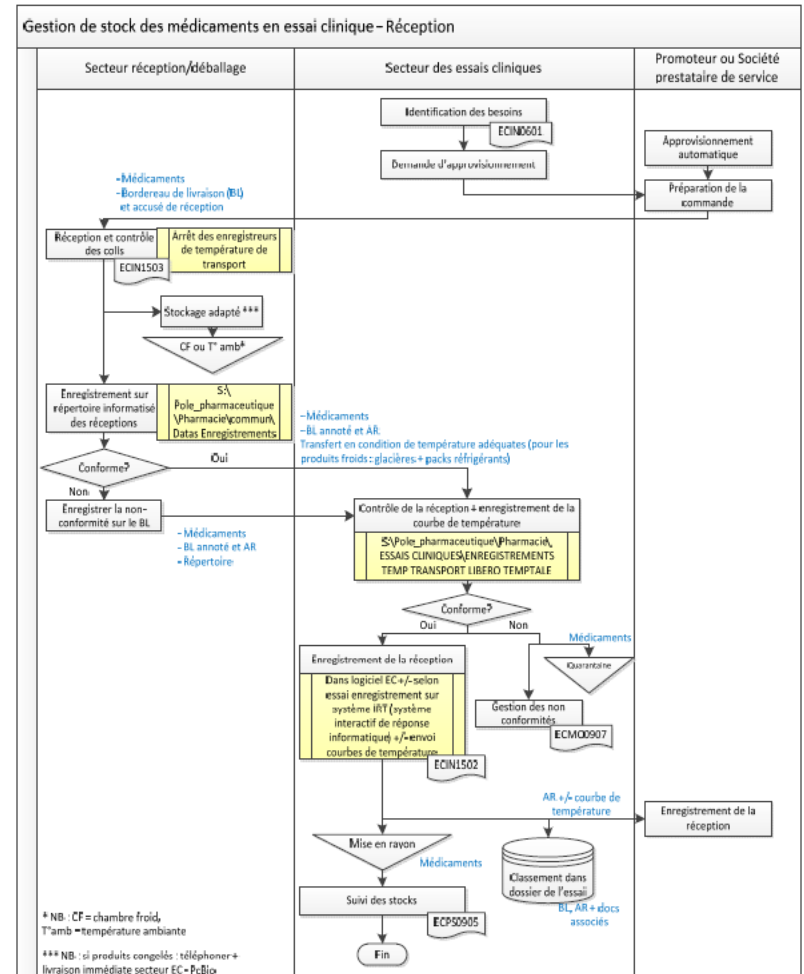 Gestion de stock des médicaments en essai clinique – Réception
Secteur réception/déballage
Secteur des essais cliniques
Promoteur ou Société
prestataire de service
Identification des besoins
ECIN0601
Demande d'approvisionnement
Approvisionnement
automatique
Préparation de la
commande
- Médicaments
- Bordereau de livraison (BL)
et accusé de réception
Réception et contrôle
des colis
ECIN1503
Arrêt des enregistreurs
de température de
transport
Stockage adapté ***
CF ou T° amb*
Enregistrement sur
répertoire informatisé
des réceptions
S:\
Pole_pharmaceutique
\Pharmacie\commun\
Datas Enregistrements
- Médicaments
- BL annoté et AR
Transfert en condition de température adéquates (pour les
produits froids : glacières + packs réfrigérants)
Conforme?
Oui
Non
Enregistrer la non-
conformité sur le BL
- Médicaments
- BL annoté et AR
- Répertoire
Contrôle de la réception + enregistrement de la
courbe de température
S:\Pole_pharmaceutique\Pharmacie\
ESSAIS CLINIQUES\ENREGISTREMENTS
TEMP TRANSPORT LIBERO TEMPTALE
Conforme?
Oui
Non
Médicaments
Quarantaine
Gestion des non
conformités
ECMO0907
Enregistrement de la réception
Dans logiciel EC +/- selon
essai enregistrement sur
système IRT (système
interactif de réponse
informatique) +/- envoi
courbes de température
ECIN1502
AR +/- courbe de
température
Enregistrement de la
réception
Mise en rayon
Médicaments
Classement dans
dossier de l'essai
BL, AR + docs
associés
Suivi des stocks
ECPS0905
Fin
* NB : CF = chambre froid,
T°amb = température ambiante
*** NB : si produits congelés : téléphoner +
livraison immédiate secteur EC - PcBio